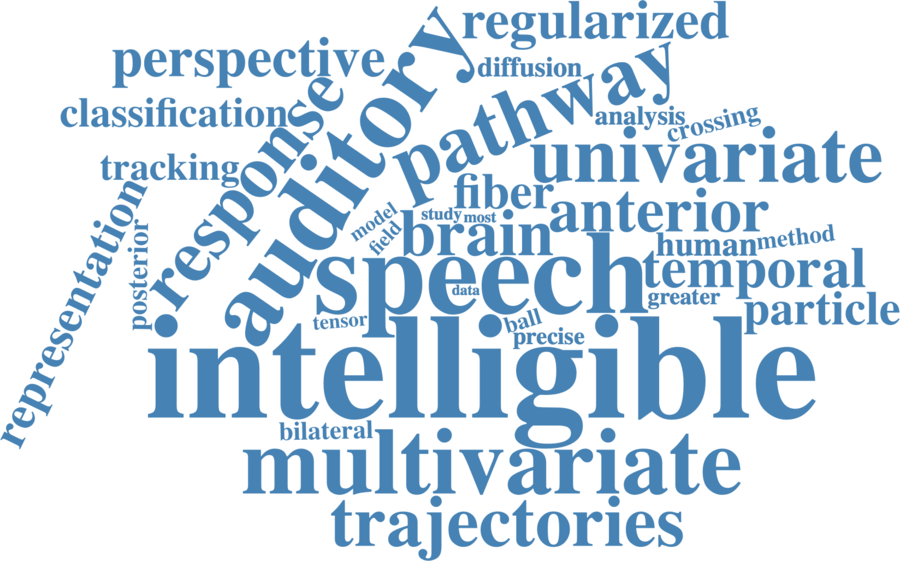 regularized
perspective
diffusion
auditory
pathway
classification
response
analysis
crossing
univariate
tracking
fiber
representation
anterior
study
most
model
field
brain
posterior
human
method
speech
temporal
data
greater
particle
tensor
ball
precise
intelligible
bilateral
multivariate
trajectories